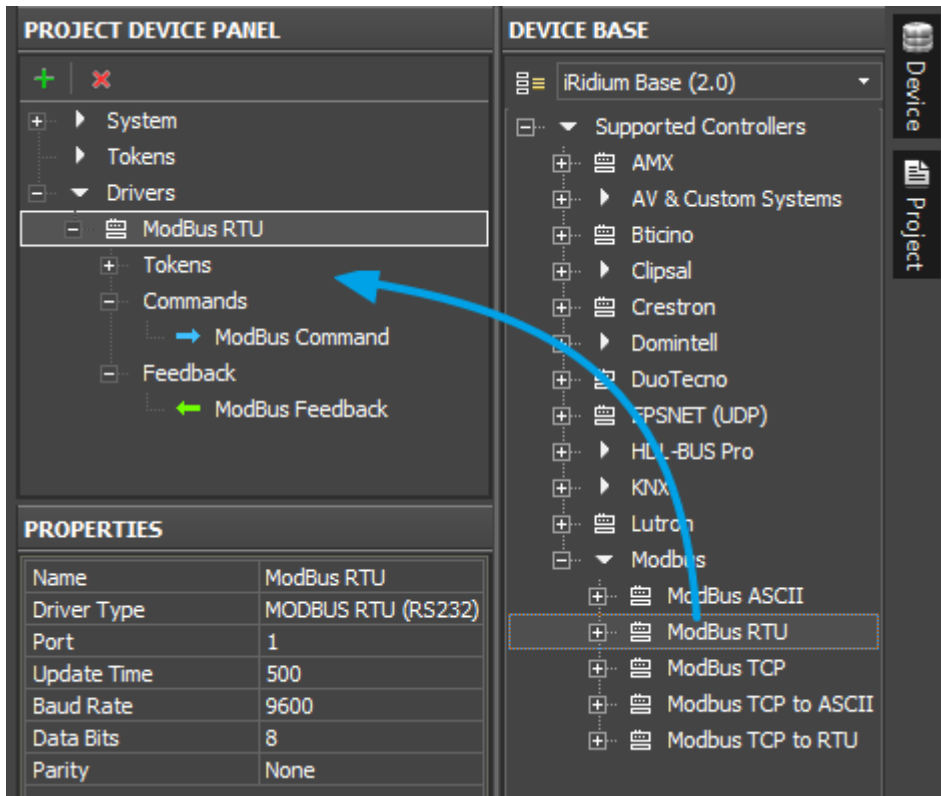 PROJECT DEVICE PANEL
System
Tokens
Drivers
ModBus RTU
Tokens
Commands
ModBus Command
Feedback
ModBus Feedback
PROPERTIES
Name ModBus RTU
Driver Type MODBUS RTU (RS232)
Port 1
Update Time 500
Baud Rate 9600
Data Bits 8
Parity None
DEVICE BASE
iRidium Base (2.0)
Supported Controllers
AMX
AV & Custom Systems
Bticino
Clipsal
Crestron
Domintell
DuoTecno
EPSNET (UDP)
HDL-BUS Pro
KNX
Lutron
Modbus
ModBus ASCII
ModBus RTU
ModBus TCP
Modbus TCP to ASCII
Modbus TCP to RTU
Device
Project